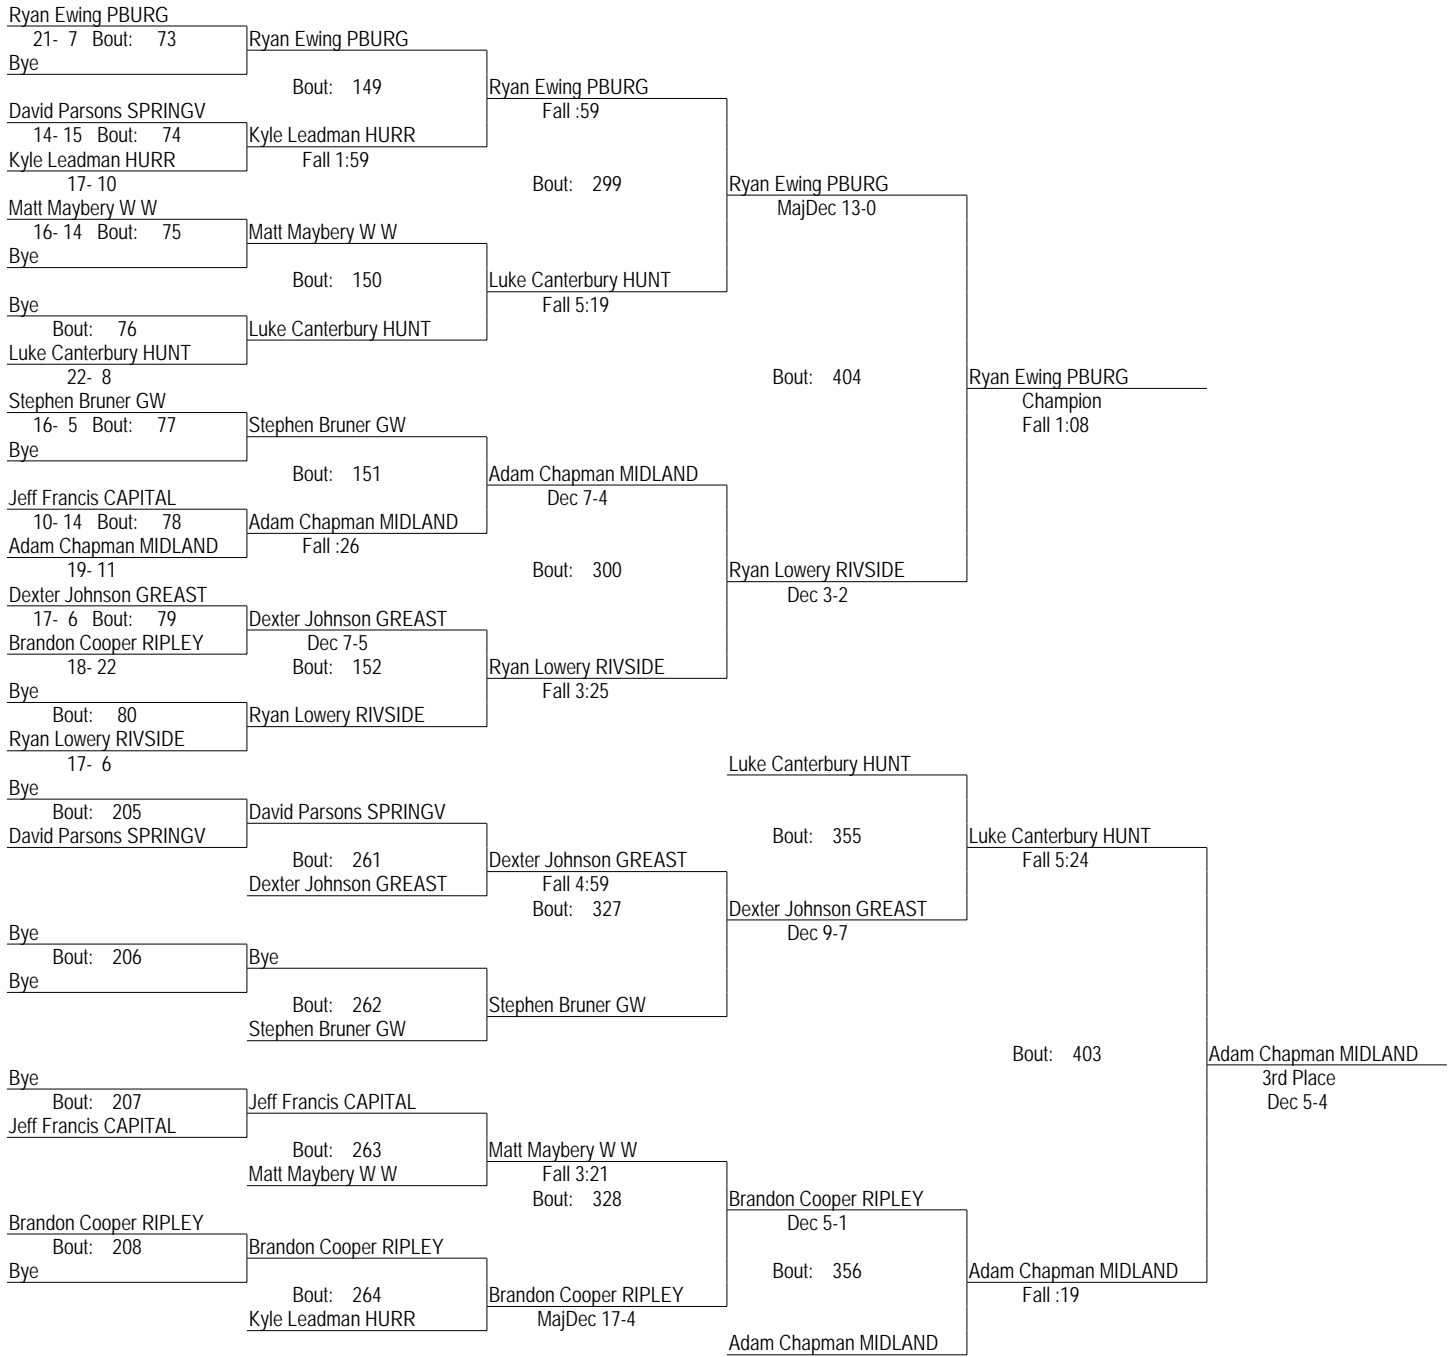 Ryan Ewing PBURG
21- 7 Bout: 73 Ryan Ewing PBURG
Bye
Bout: 149 Ryan Ewing PBURG
David Parsons SPRINGV Fall :59
14- 15 Bout: 74 Kyle Leadman HURR
Kyle Leadman HURR Fall 1:59
17- 10 Bout: 299 Ryan Ewing PBURG
Matt Maybery W W MajDec 13-0
16- 14 Bout: 75 Matt Maybery W W
Bye
Bout: 150 Luke Canterbury HUNT
Bye Fall 5:19
Bout: 76 Luke Canterbury HUNT
Luke Canterbury HUNT
22- 8 Bout: 404 Ryan Ewing PBURG
Stephen Bruner GW Champion
16- 5 Bout: 77 Stephen Bruner GW Fall 1:08
Bye
Bout: 151 Adam Chapman MIDLAND
Jeff Francis CAPITAL Dec 7-4
10- 14 Bout: 78 Adam Chapman MIDLAND
Adam Chapman MIDLAND Fall :26
19- 11 Bout: 300 Ryan Lowery RIVSIDE
Dexter Johnson GREAST Dec 3-2
17- 6 Bout: 79 Dexter Johnson GREAST
Brandon Cooper RIPLEY Dec 7-5
18- 22 Bout: 152 Ryan Lowery RIVSIDE
Bye Fall 3:25
Bout: 80 Ryan Lowery RIVSIDE
Ryan Lowery RIVSIDE
17- 6 Luke Canterbury HUNT
Bye
Bout: 205 David Parsons SPRINGV
David Parsons SPRINGV Bout: 355 Luke Canterbury HUNT
Bout: 261 Dexter Johnson GREAST Fall 5:24
Dexter Johnson GREAST Fall 4:59
Bout: 327 Dexter Johnson GREAST
Bye Dec 9-7
Bout: 206 Bye
Bye
Bout: 262 Stephen Bruner GW
Stephen Bruner GW
Bout: 403 Adam Chapman MIDLAND
Bye 3rd Place
Bout: 207 Jeff Francis CAPITAL Dec 5-4
Jeff Francis CAPITAL
Bout: 263 Matt Maybery W W
Matt Maybery W W Fall 3:21
Bout: 328 Brandon Cooper RIPLEY
Brandon Cooper RIPLEY Dec 5-1
Bout: 208 Brandon Cooper RIPLEY
Bye Bout: 356 Adam Chapman MIDLAND
Bout: 264 Brandon Cooper RIPLEY Fall :19
Kyle Leadman HURR MajDec 17-4
Adam Chapman MIDLAND